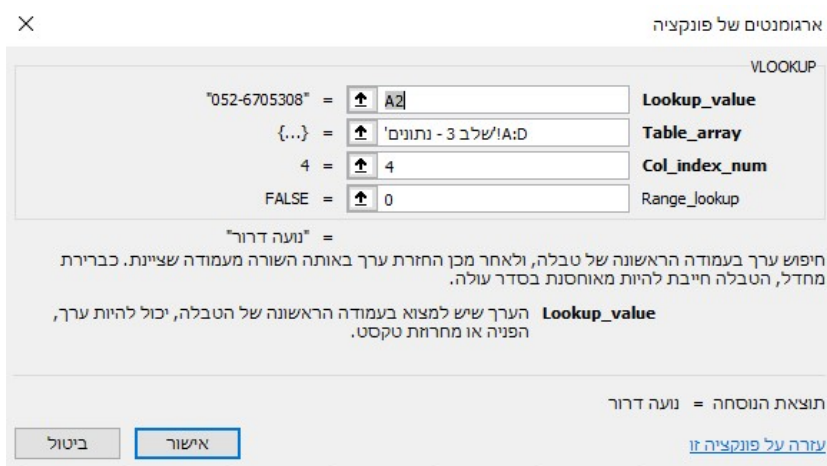 ארגומנטים של פונקציה
VLOOKUP
Lookup_value A2 = "052-6705308"
Table_array 'שלב 3 - נתונים'!A:D = {...}
Col_index_num 4 = 4
Range_lookup 0 = FALSE
= "נועה דרור"
חיפוש ערך בעמודה הראשונה של טבלה, ולאחר מכן החזרת ערך באותה השורה מעמודה שציינת. כברירת
מחדל, הטבלה חייבת להיות מאוחסנת בסדר עולה.
Lookup_value הערך שיש למצוא בעמודה הראשונה של הטבלה, יכול להיות ערך,
הפניה או מחרוזת טקסט.
תוצאת הנוסחה = נועה דרור
עזרה על פונקציה זו
אישור
ביטול